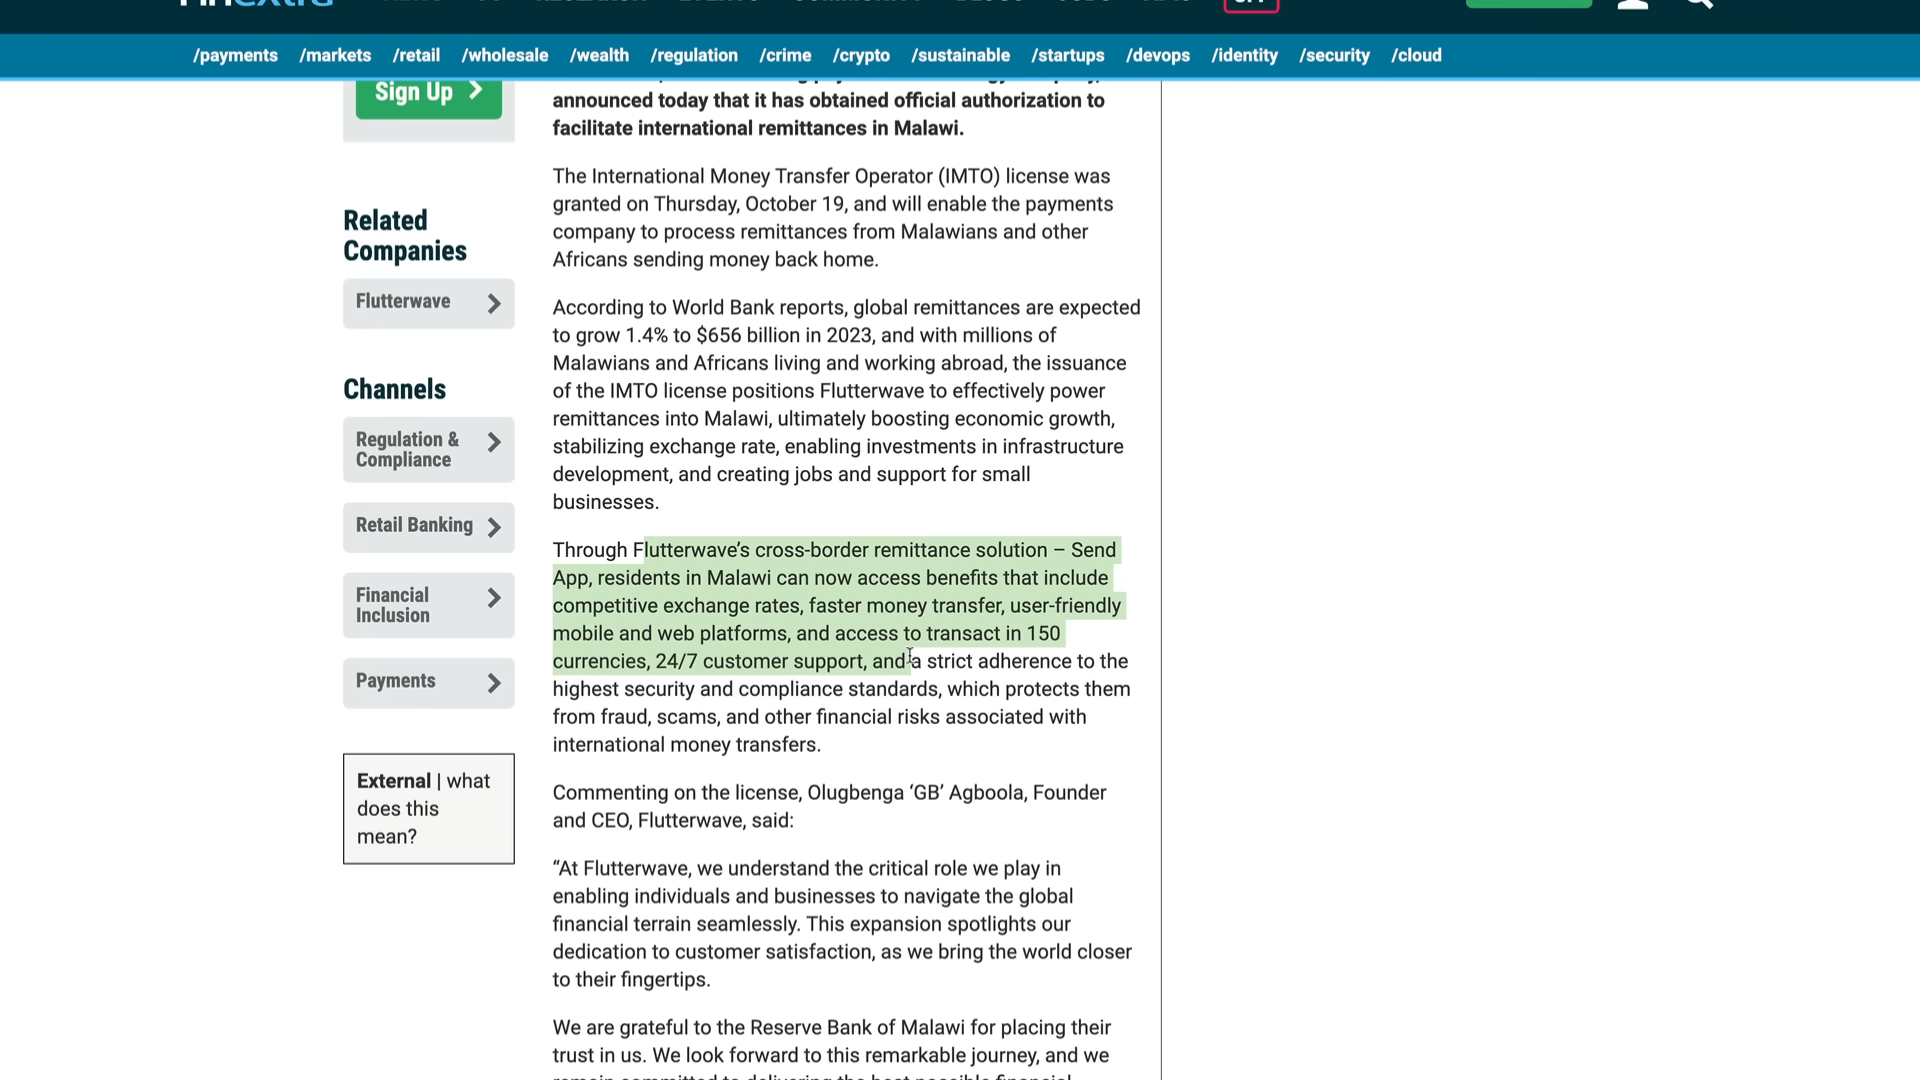 /payments /markets /retail /wholesale /wealth /regulation /crime /crypto /sustainable /startups /devops /identity /security /cloud
Sign Up
Related
Companies
Flutterwave
Channels
Regulation &
Compliance
Retail Banking
Financial
Inclusion
Payments
External | what
does this
mean?
announced today that it has obtained official authorization to
facilitate international remittances in Malawi.
The International Money Transfer Operator (IMTO) license was
granted on Thursday, October 19, and will enable the payments
company to process remittances from Malawians and other
Africans sending money back home.
According to World Bank reports, global remittances are expected
to grow 1.4% to $656 billion in 2023, and with millions of
Malawians and Africans living and working abroad, the issuance
of the IMTO license positions Flutterwave to effectively power
remittances into Malawi, ultimately boosting economic growth,
stabilizing exchange rate, enabling investments in infrastructure
development, and creating jobs and support for small
businesses.
Through Flutterwave’s cross-border remittance solution – Send
App, residents in Malawi can now access benefits that include
competitive exchange rates, faster money transfer, user-friendly
mobile and web platforms, and access to transact in 150
currencies, 24/7 customer support, and a strict adherence to the
highest security and compliance standards, which protects them
from fraud, scams, and other financial risks associated with
international money transfers.
Commenting on the license, Olugbenga ‘GB’ Agboola, Founder
and CEO, Flutterwave, said:
“At Flutterwave, we understand the critical role we play in
enabling individuals and businesses to navigate the global
financial terrain seamlessly. This expansion spotlights our
dedication to customer satisfaction, as we bring the world closer
to their fingertips.
We are grateful to the Reserve Bank of Malawi for placing their
trust in us. We look forward to this remarkable journey, and we